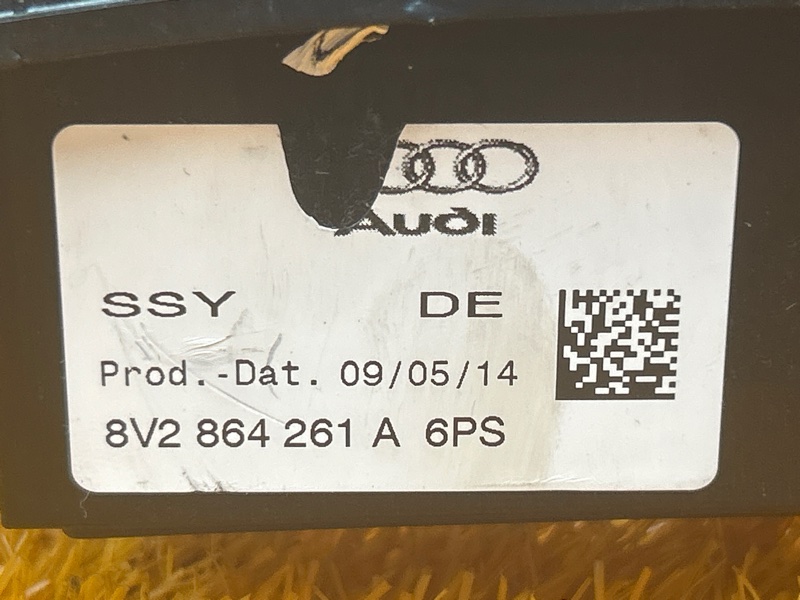 Audi
SSY DE
Prod.-Dat. 09/05/14
8V2 864 261 A 6PS